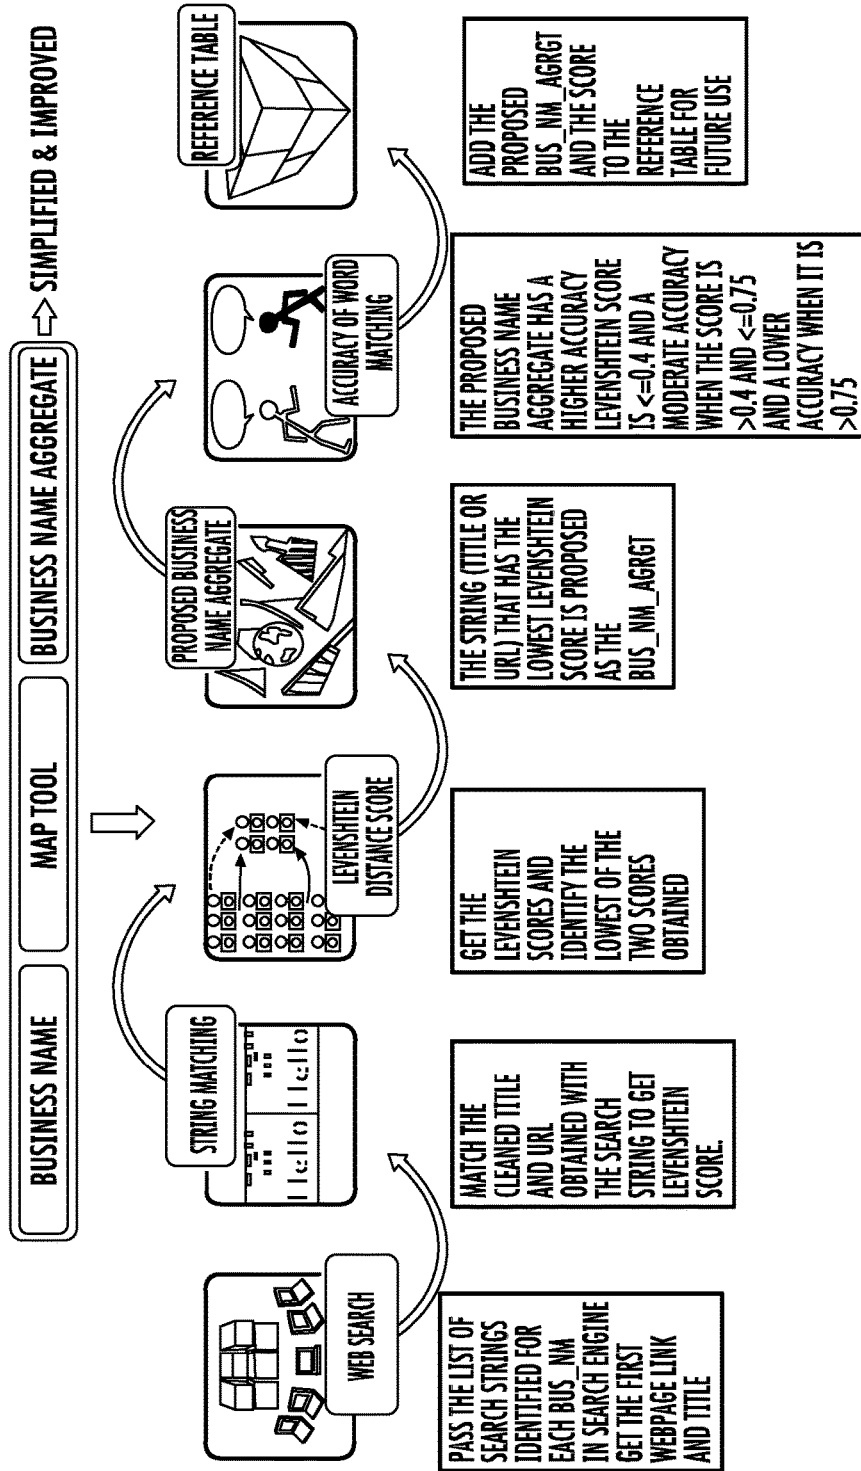 BUSINESS NAME
MAP TOOL
BUSINESS NAME AGGREGATE
SIMPLIFIED & IMPROVED
WEB SEARCH
STRING MATCHING
Hello
Hello
LEVENSHTEIN
DISTANCE SCORE
PROPOSED BUSINESS
NAME AGGREGATE
ACCURACY OF WORD
MATCHING
REFERENCE TABLE
PASS THE LIST OF
SEARCH STRINGS
IDENTIFIED FOR
EACH BUS_NM
IN SEARCH ENGINE
GET THE FIRST
WEBPAGE LINK
AND TITLE
MATCH THE
CLEANED TITLE
AND URL
OBTAINED WITH
THE SEARCH
STRING TO GET
LEVENSHTEIN
SCORE.
GET THE
LEVENSHTEIN
SCORES AND
IDENTIFY THE
LOWEST OF THE
TWO SCORES
OBTAINED
THE STRING (TITLE OR
URL) THAT HAS THE
LOWEST LEVENSHTEIN
SCORE IS PROPOSED
AS THE
BUS_NM_AGRGT
THE PROPOSED
BUSINESS NAME
AGGREGATE HAS A
HIGHER ACCURACY
LEVENSHTEIN SCORE
IS <=0.4 AND A
MODERATE ACCURACY
WHEN THE SCORE IS
>0.4 AND <=0.75
AND A LOWER
ACCURACY WHEN IT IS
>0.75
ADD THE
PROPOSED
BUS_NM_AGRGT
AND THE SCORE
TO THE
REFERENCE
TABLE FOR
FUTURE USE